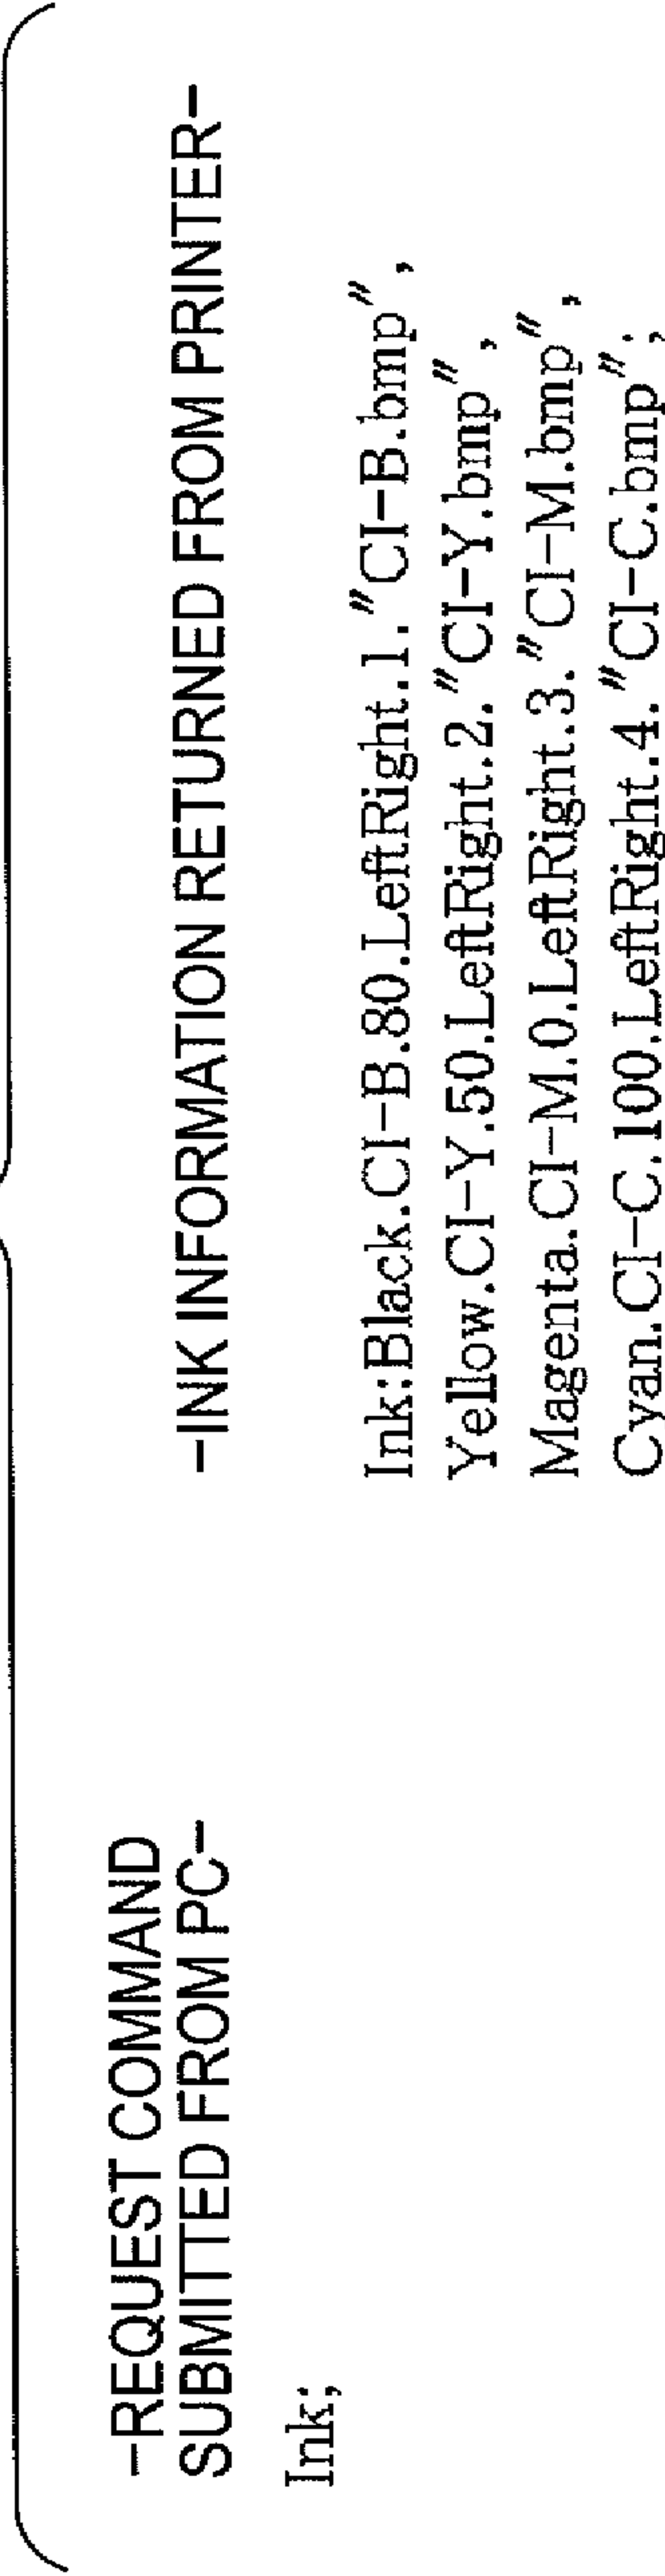 -REQUEST COMMAND
SUBMITTED FROM PC-
Ink;
-INK INFORMATION RETURNED FROM PRINTER-
Ink:Black.CI-B.80.LeftRight.1."CI-B.bmp",
Yellow.CI-Y.50.LeftRight.2."CI-Y.bmp",
Magenta.CI-M.0.LeftRight.3."CI-M.bmp",
Cyan.CI-C.100.LeftRight.4."CI-C.bmp";